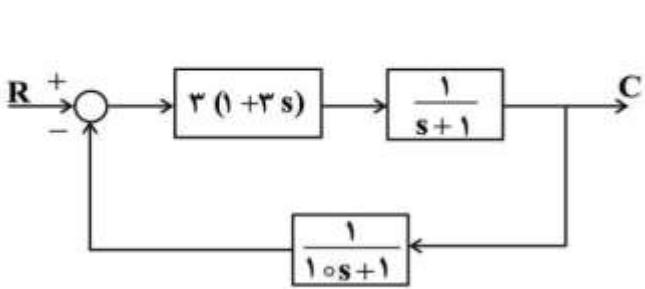 R + − ۳ (۱ +۳ s) ۱ / s + ۱ C
۱ / ۱۰s+۱